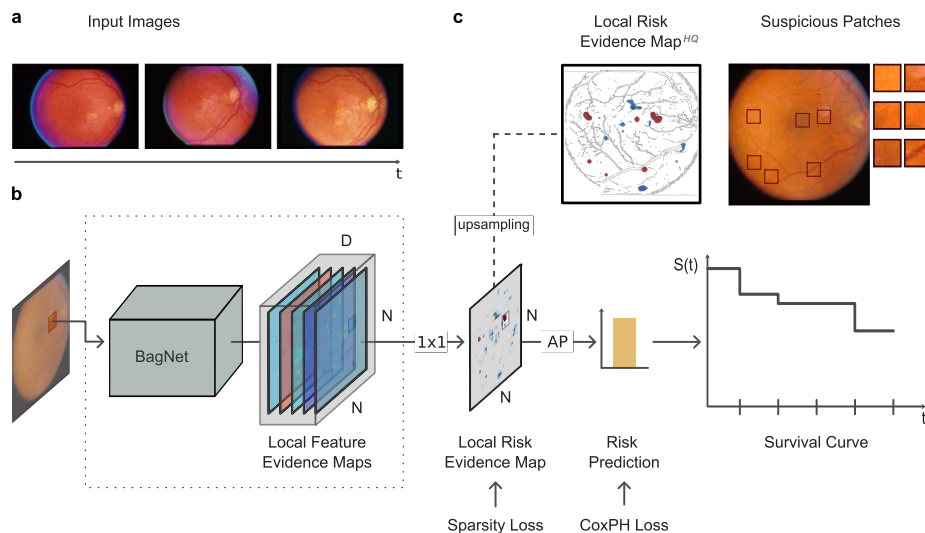 a
Input Images
t
c
Local Risk
Evidence Map HQ
Suspicious Patches
b
upsampling
BagNet
D
N
N
Local Feature
Evidence Maps
1x1
N
N
Local Risk
Evidence Map
AP
Risk
Prediction
S(t)
t
Survival Curve
Sparsity Loss
CoxPH Loss